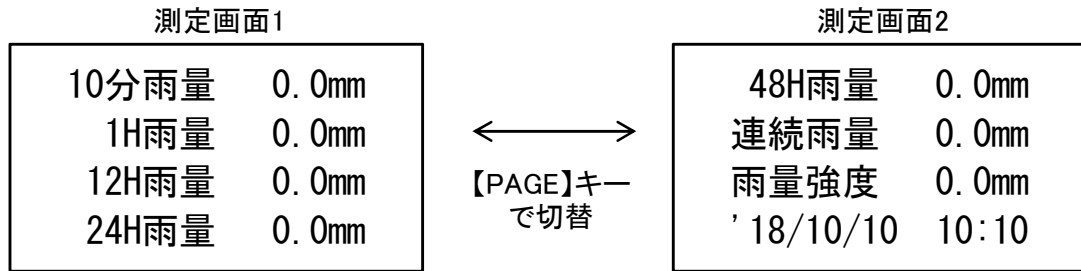 測定画面1
10分雨量 0.0mm
1H雨量 0.0mm
12H雨量 0.0mm
24H雨量 0.0mm
【PAGE】キー
で切替
測定画面2
48H雨量 0.0mm
連続雨量 0.0mm
雨量強度 0.0mm
'18/10/10 10:10